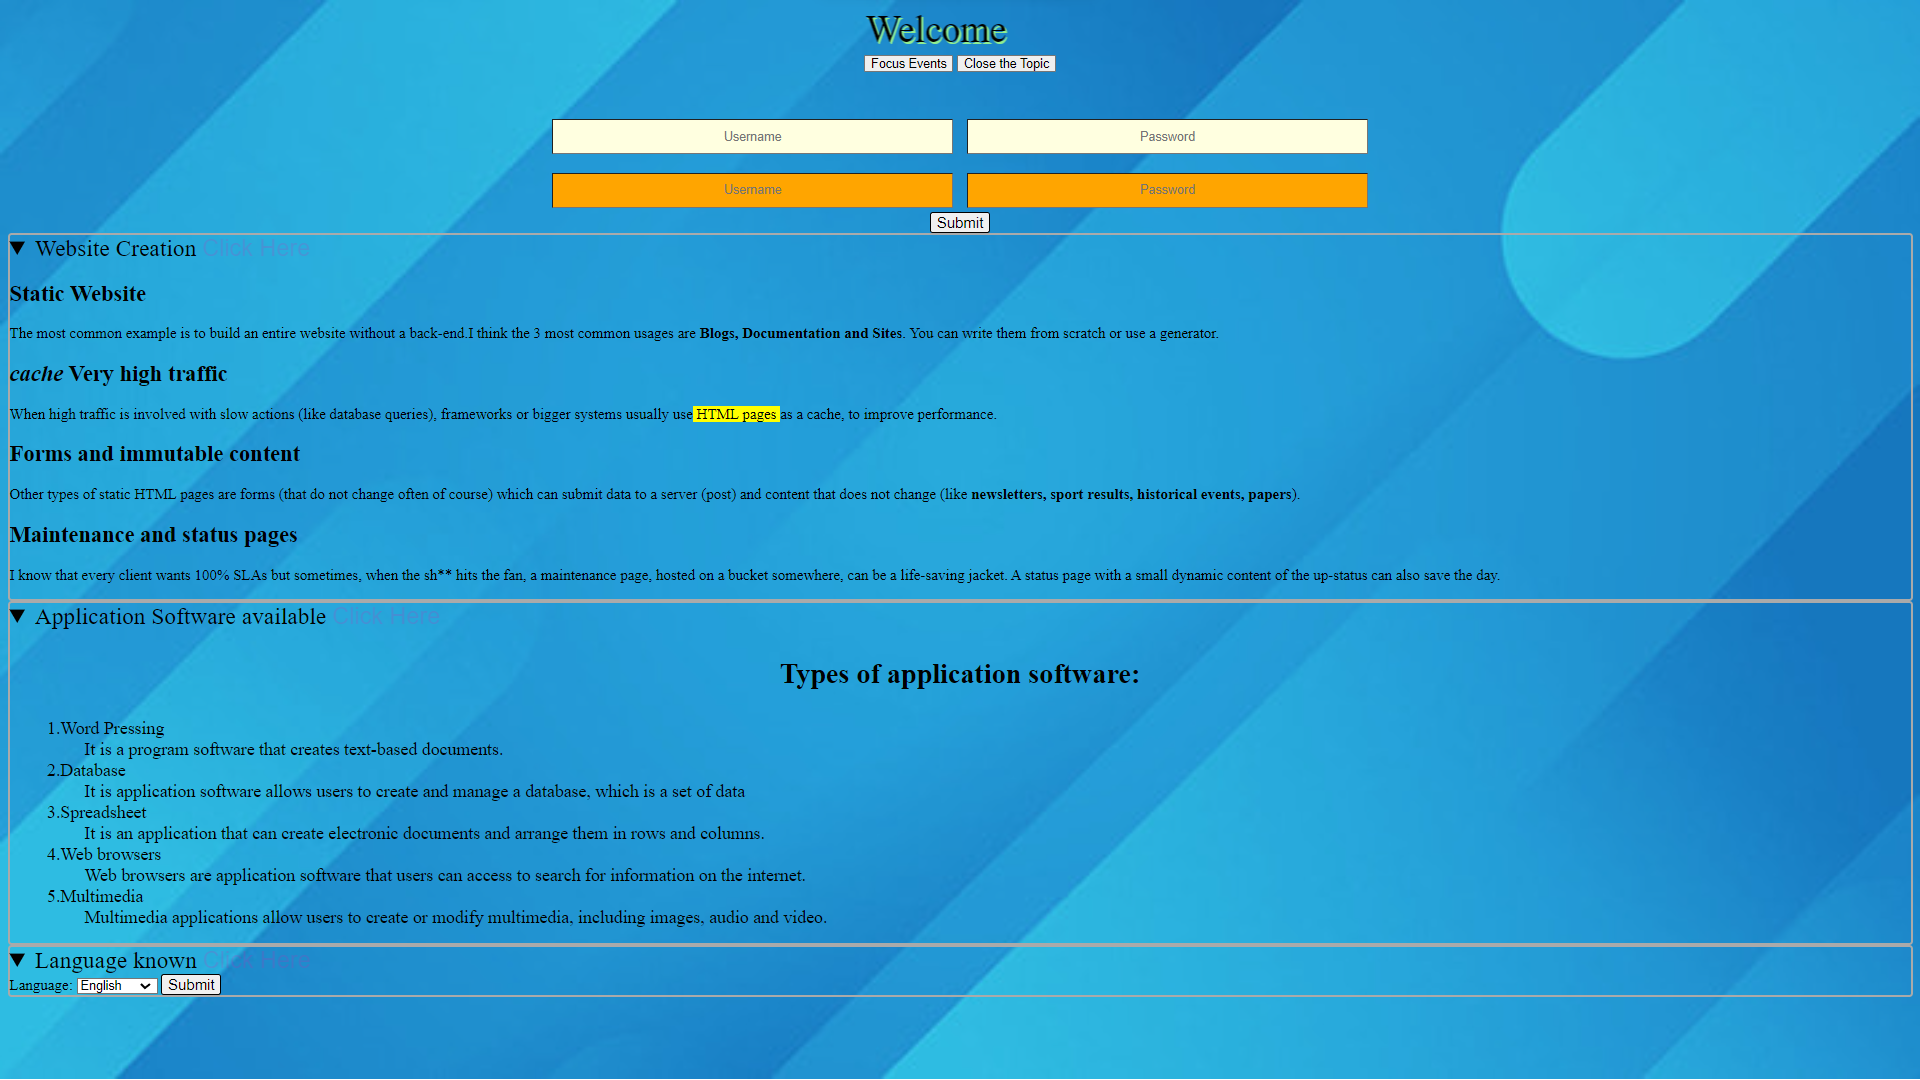 Welcome
Focus Events Close the Topic
Username Password
Username Password
Submit
Website Creation Click Here
Static Website
The most common example is to build an entire website without a back-end.I think the 3 most common usages are Blogs, Documentation and Sites. You can write them from scratch or use a generator.
cache Very high traffic
When high traffic is involved with slow actions (like database queries), frameworks or bigger systems usually use HTML pages as a cache, to improve performance.
Forms and immutable content
Other types of static HTML pages are forms (that do not change often of course) which can submit data to a server (post) and content that does not change (like newsletters, sport results, historical events, papers).
Maintenance and status pages
I know that every client wants 100% SLAs but sometimes, when the sh** hits the fan, a maintenance page, hosted on a bucket somewhere, can be a life-saving jacket. A status page with a small dynamic content of the up-status can also save the day.
Application Software available Click Here
Types of application software:
1.Word Pressing
It is a program software that creates text-based documents.
2.Database
It is application software allows users to create and manage a database, which is a set of data
3.Spreadsheet
It is an application that can create electronic documents and arrange them in rows and columns.
4.Web browsers
Web browsers are application software that users can access to search for information on the internet.
5.Multimedia
Multimedia applications allow users to create or modify multimedia, including images, audio and video.
Language known Click Here
Language: English Submit